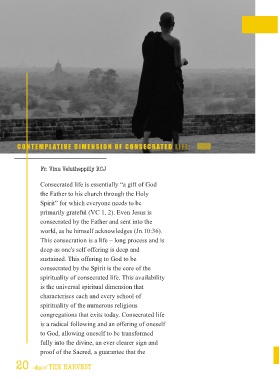 CONTEMPLATIVE DIMENSION OF CONSECRATED LIFE:
Fr. Vinu Velutheppilly RCJ
Consecrated life is essentially "a gift of God
the Father to his church through the Holy
Spirit" for which everyone needs to be
primarily grateful (VC 1, 2). Even Jesus is
consecrated by the Father and sent into the
world, as he himself acknowledges (Jn.10:36).
This consecration is a life – long process and is
deep as one's self offering is deep and
sustained. This offering to God to be
consecrated by the Spirit is the core of the
spirituality of consecrated life. This availability
is the universal spiritual dimension that
characterises each and every school of
spirituality of the numerous religious
congregations that exits today. Consecrated life
is a radical following and an offering of oneself
to God, allowing oneself to be transformed
fully into the divine, an ever clearer sign and
proof of the Sacred, a guarantee that the
20
THE HARVEST